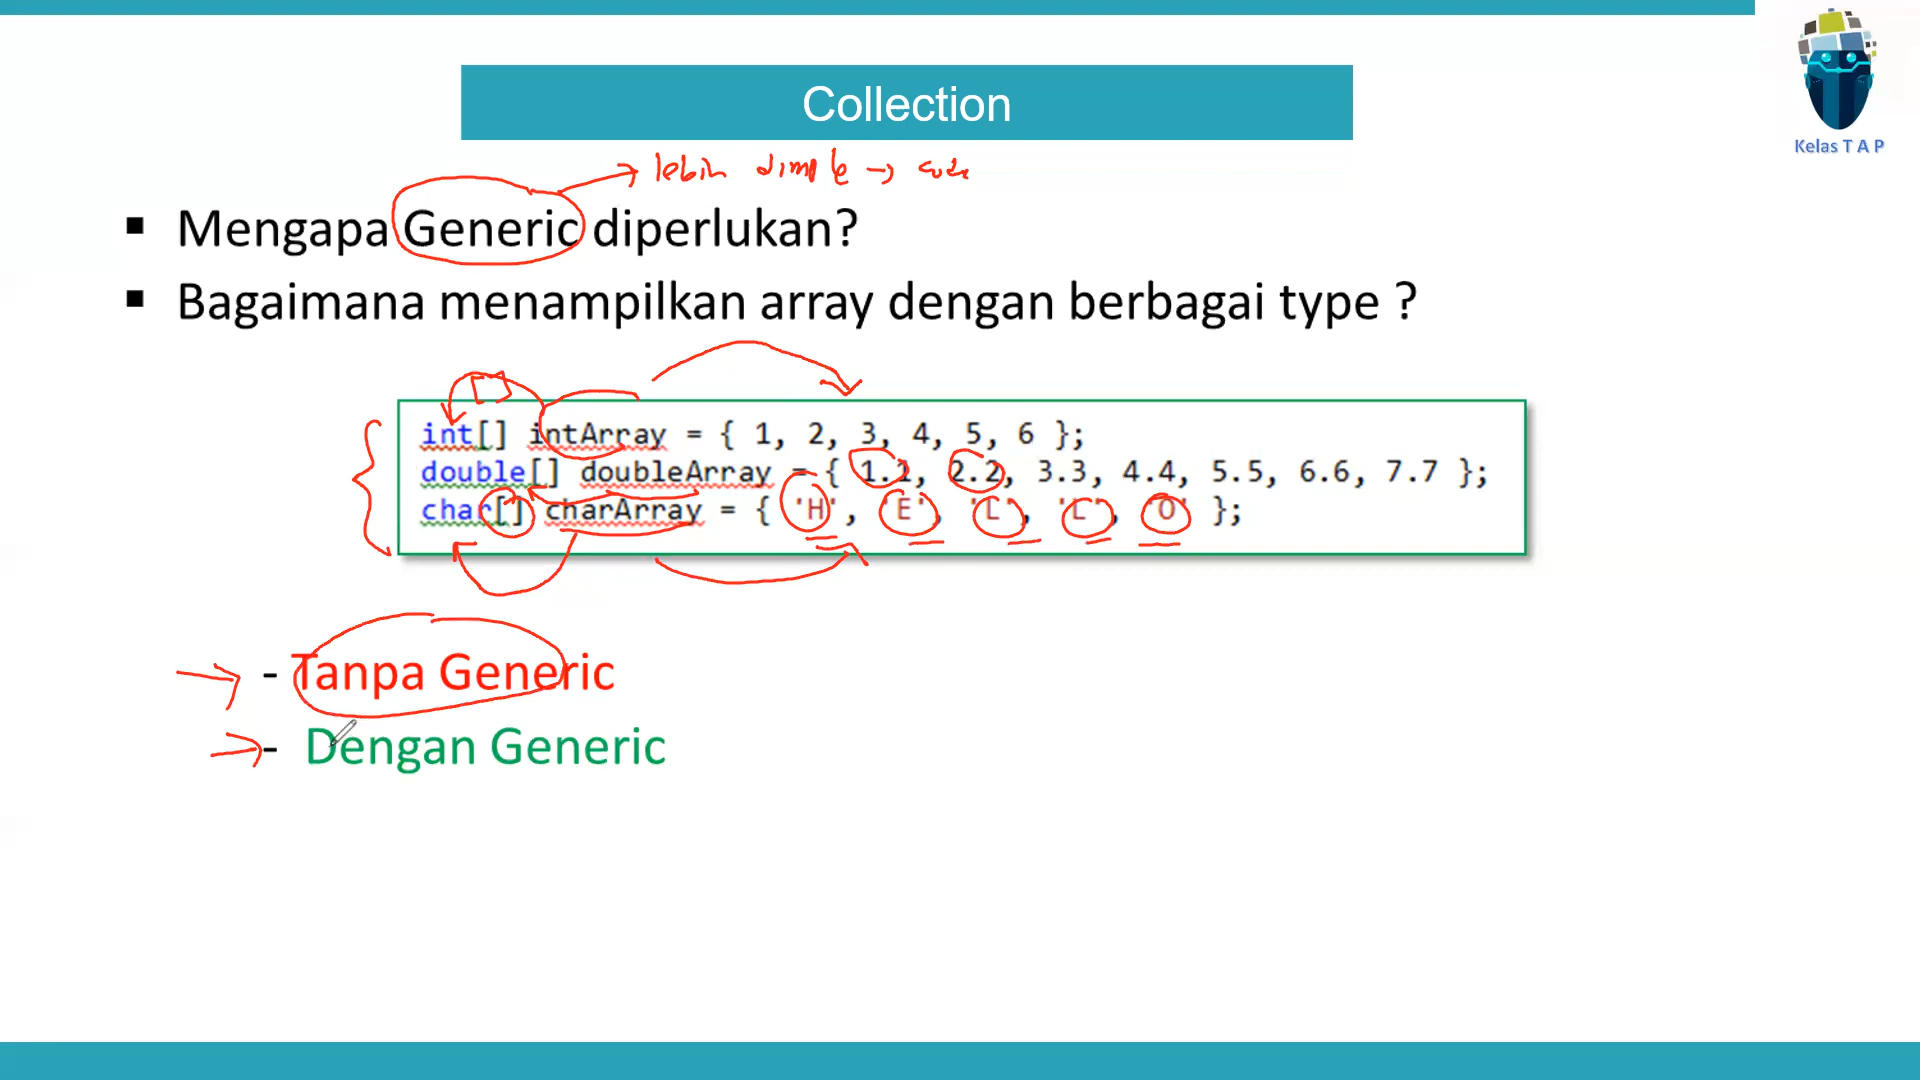 Collection
Kelas T A P
lebih simple → code
▪ Mengapa Generic diperlukan?
▪ Bagaimana menampilkan array dengan berbagai type ?
int[] intArray = { 1, 2, 3, 4, 5, 6 };
double[] doubleArray = { 1.1, 2.2, 3.3, 4.4, 5.5, 6.6, 7.7 };
char[] charArray = { 'H', 'E', 'L', 'L', 'O' };
- Tanpa Generic
- Dengan Generic